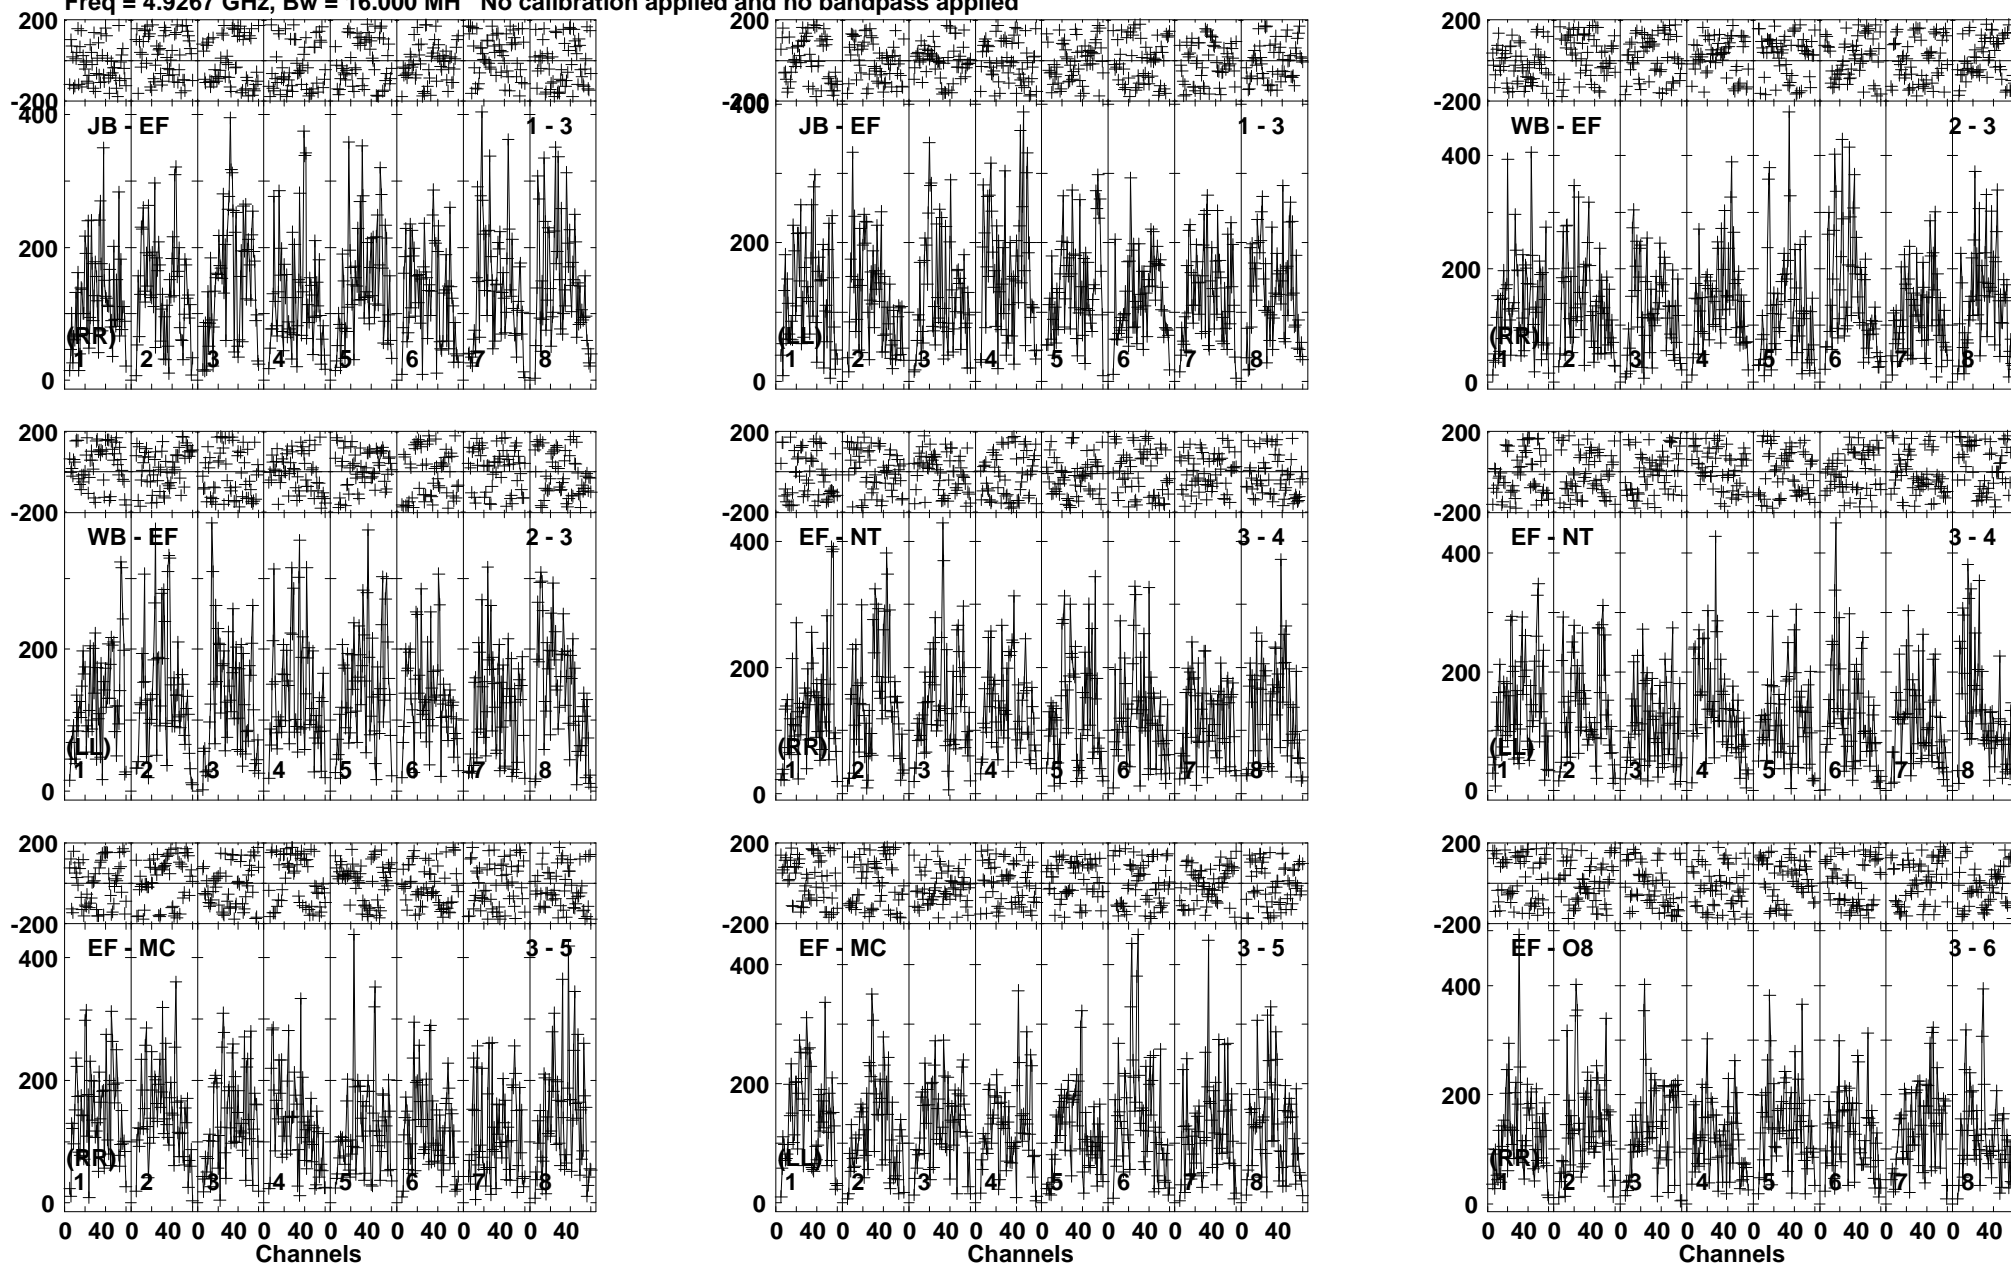 Freq = 4.9267 GHz, Bw = 16.000 MH No calibration applied and no bandpass applied
200 200 200
-200 -200 -200
400 400
JB - EF 1 - 3 JB - EF 1 - 3 WB - EF 2 - 3
400
200 200 200
(RR) (LL) (RR)
1 2 3 4 5 6 7 8 1 2 3 4 5 6 7 8 1 2 3 4 5 6 7 8
0 0 0
200 200 200
-200 -200 -200
WB - EF 2 - 3 EF - NT 3 - 4 EF - NT 3 - 4
400 400
200 200 200
(LL) (RR) (LL)
1 2 3 4 5 6 7 8 1 2 3 4 5 6 7 8 1 2 3 4 5 6 7 8
0 0 0
200 200 200
-200 -200 -200
EF - MC 3 - 5 EF - MC 3 - 5 EF - O8 3 - 6
400 400 400
200 200 200
(RR) (LL) (RR)
1 2 3 4 5 6 7 8 1 2 3 4 5 6 7 8 1 2 3 4 5 6 7 8
0 0 0
0 40 0 40 0 40 0 40 0 40 0 40 0 40 0 40 0 40 0 40 0 40 0 40 0 40 0 40 0 40 0 40 0 40 0 40 0 40 0 40 0 40 0 40 0 40 0 40
Channels Channels Channels